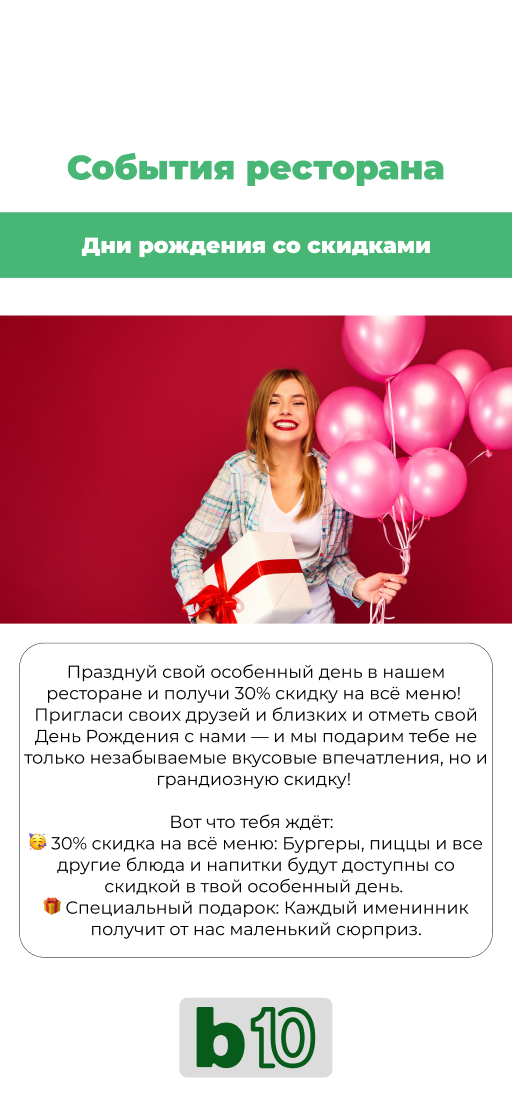 События ресторана
Дни рождения со скидками
Празднуй свой особенный день в нашем
ресторане и получи 30% скидку на всё меню!
Пригласи своих друзей и близких и отметь свой
День Рождения с нами — и мы подарим тебе не
только незабываемые вкусовые впечатления, но и
грандиозную скидку!
Вот что тебя ждёт:
🥳 30% скидка на всё меню: Бургеры, пиццы и все
другие блюда и напитки будут доступны со
скидкой в твой особенный день.
🎁 Специальный подарок: Каждый именинник
получит от нас маленький сюрприз.
b10